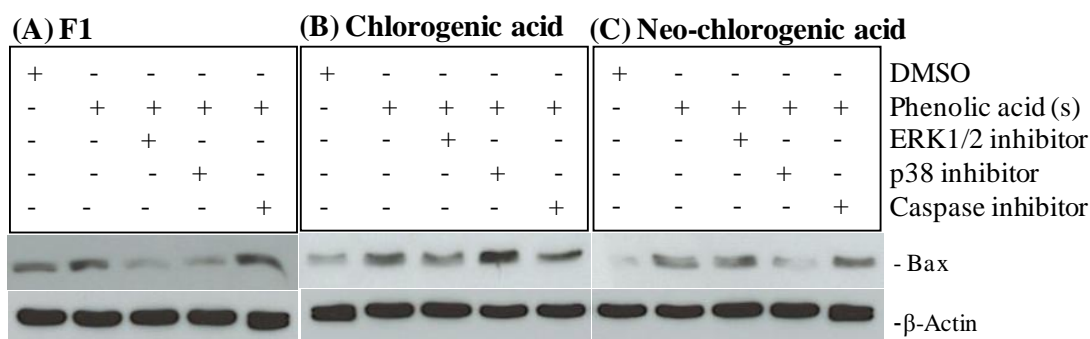 (A) F1 (B) Chlorogenic acid (C) Neo-chlorogenic acid
+ - - - - + - - - - + - - - - DMSO
- + + + + - + + + + - + + + + Phenolic acid (s)
- - + - - - - + - - - - + - - ERK1/2 inhibitor
- - - + - - - - + - - - - + - p38 inhibitor
- - - - + - - - - + - - - - + Caspase inhibitor
- Bax
-β-Actin